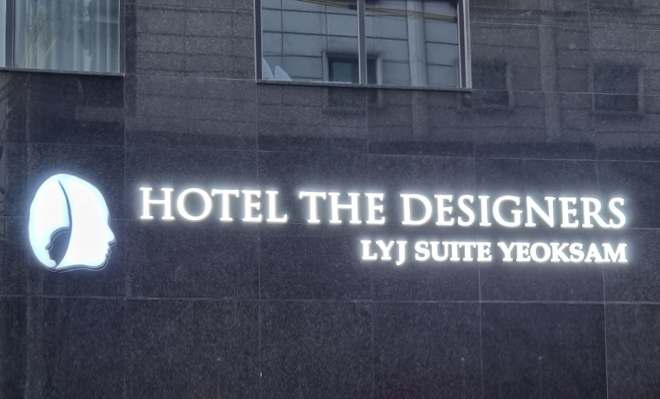 HOTEL THE DESIGNERS
LYJ SUITE YEOKSAM